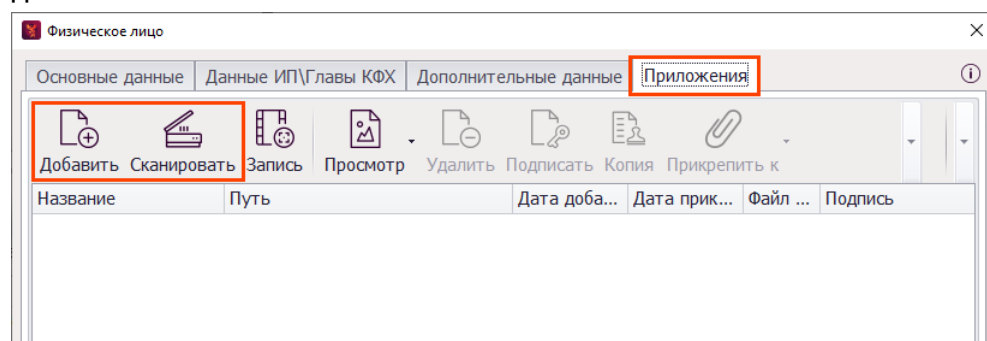 Физическое лицо
Основные данные Данные ИП\Главы КФХ Дополнительные данные Приложения
Добавить Сканировать Запись Просмотр Удалить Подписать Копия Прикрепить к
Название Путь Дата доба... Дата прик... Файл ... Подпись